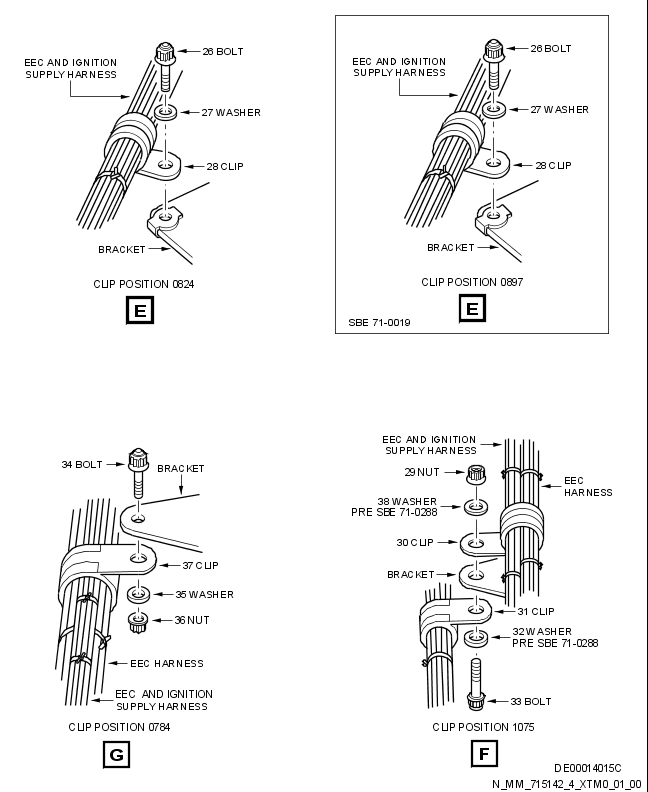 26 BOLT
EEC AND IGNITION
SUPPLY HARNESS
27 WASHER
28 CLIP
BRACKET
CLIP POSITION 0824
E
26 BOLT
EEC AND IGNITION
SUPPLY HARNESS
27 WASHER
28 CLIP
BRACKET
CLIP POSITION 0897
E
SBE 71-0019
34 BOLT
BRACKET
37 CLIP
35 WASHER
36 NUT
EEC HARNESS
EEC AND IGNITION
SUPPLY HARNESS
CLIP POSITION 0784
G
EEC AND IGNITION
SUPPLY HARNESS
29 NUT
EEC
HARNESS
38 WASHER
PRE SBE 71-0288
30 CLIP
BRACKET
31 CLIP
32 WASHER
PRE SBE 71-0288
33 BOLT
CLIP POSITION 1075
F
DE00014015C
N_MM_715142_4_XTM0_01_00